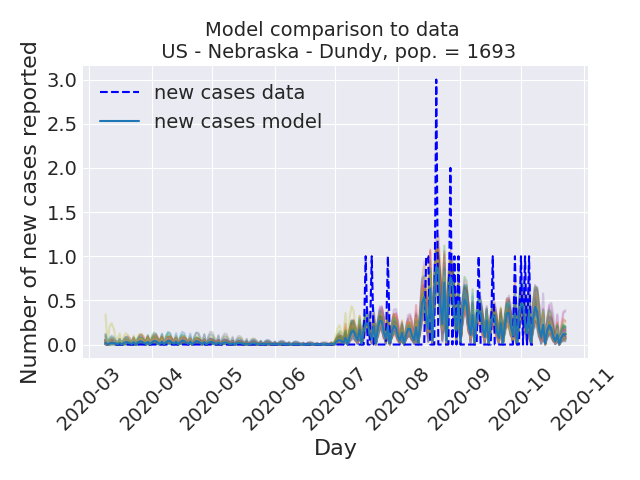 Model comparison to data
US - Nebraska - Dundy, pop. = 1693
Number of new cases reported
3.0
2.5
2.0
1.5
1.0
0.5
0.0
new cases data
new cases model
2020-03
2020-04
2020-05
2020-06
2020-07
2020-08
2020-09
2020-10
2020-11
Day